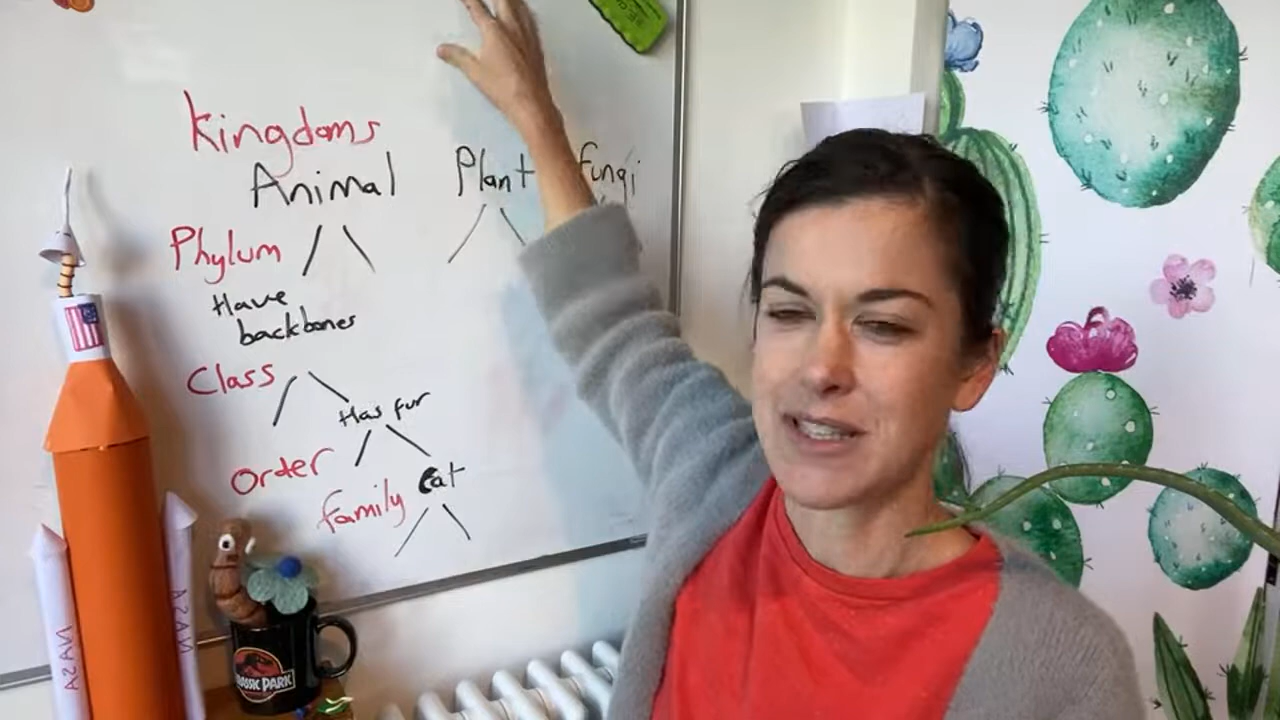 Kingdoms
Animal Plant Fungi
Phylum
Have
backbones
Class
Has fur
Order
Cat
family
NASA
NASA
JURASSIC PARK